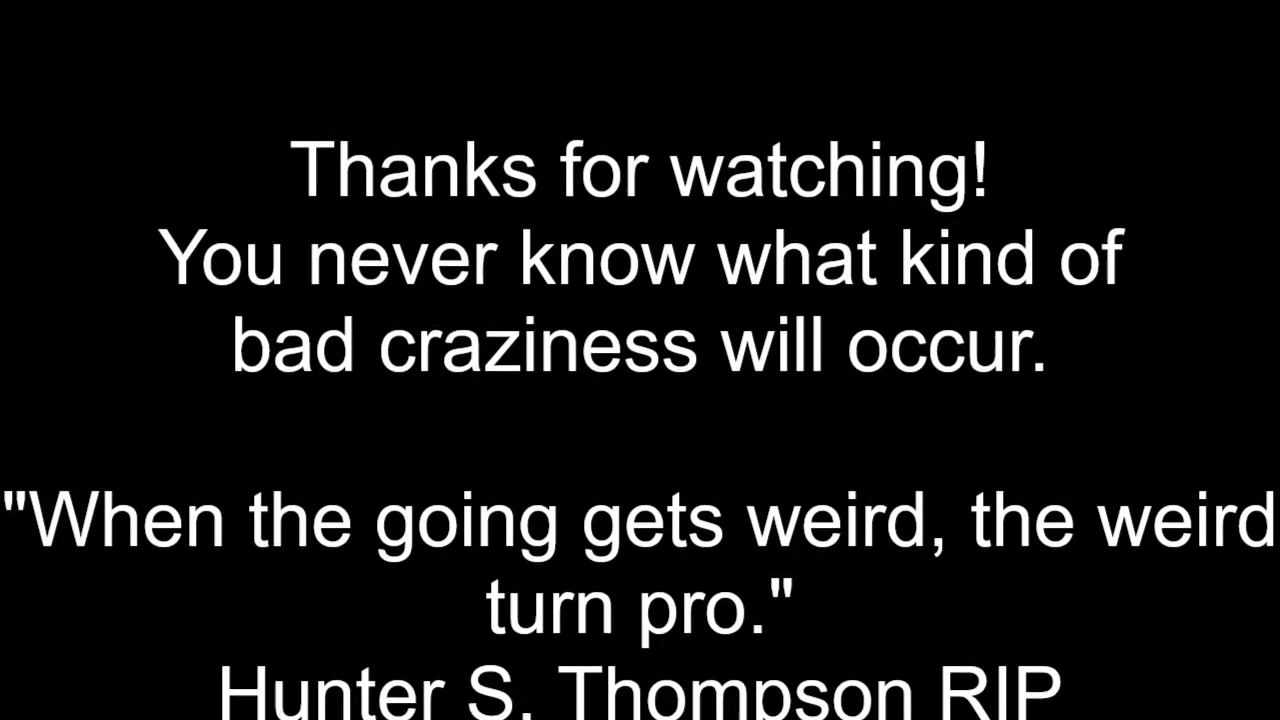 Thanks for watching!
You never know what kind of
bad craziness will occur.
"When the going gets weird, the weird
turn pro."
Hunter S. Thompson RIP